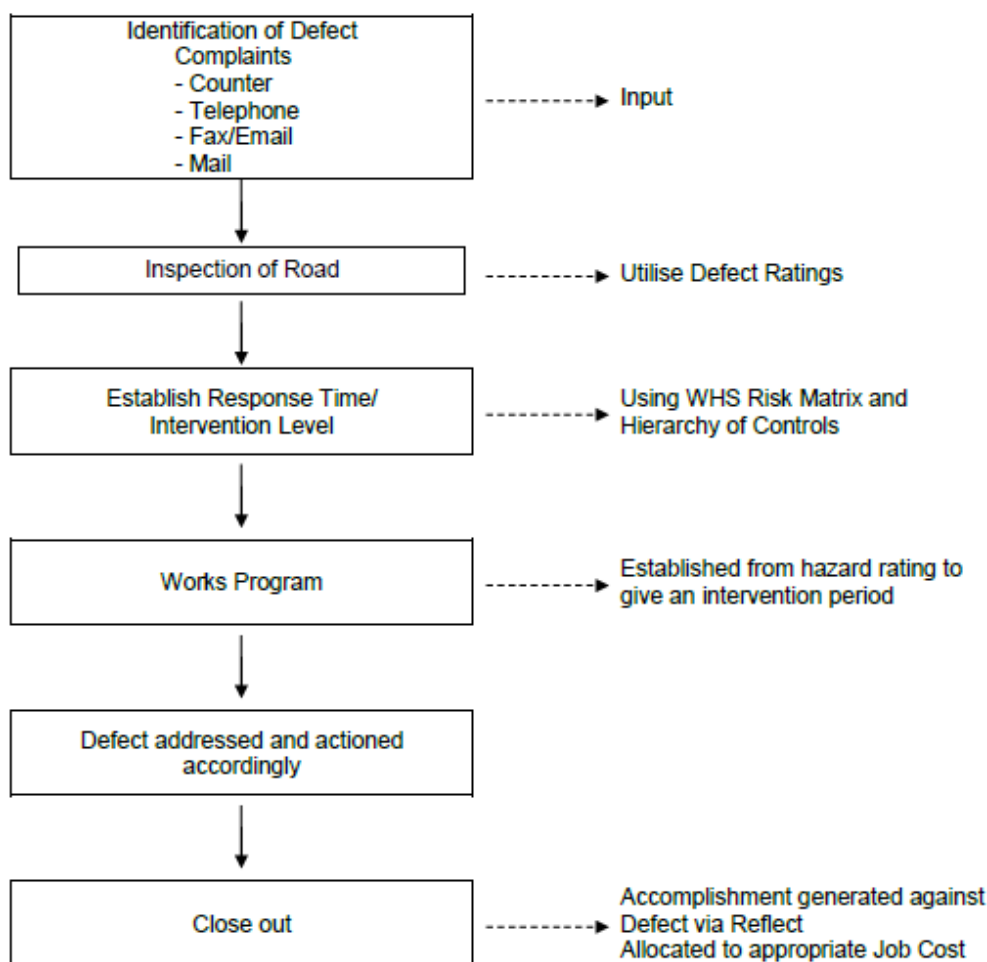 Identification of Defect
Complaints
- Counter
- Telephone
- Fax/Email
- Mail
Input
Inspection of Road
Utilise Defect Ratings
Establish Response Time/
Intervention Level
Using WHS Risk Matrix and
Hierarchy of Controls
Works Program
Established from hazard rating to
give an intervention period
Defect addressed and actioned
accordingly
Close out
Accomplishment generated against
Defect via Reflect
Allocated to appropriate Job Cost